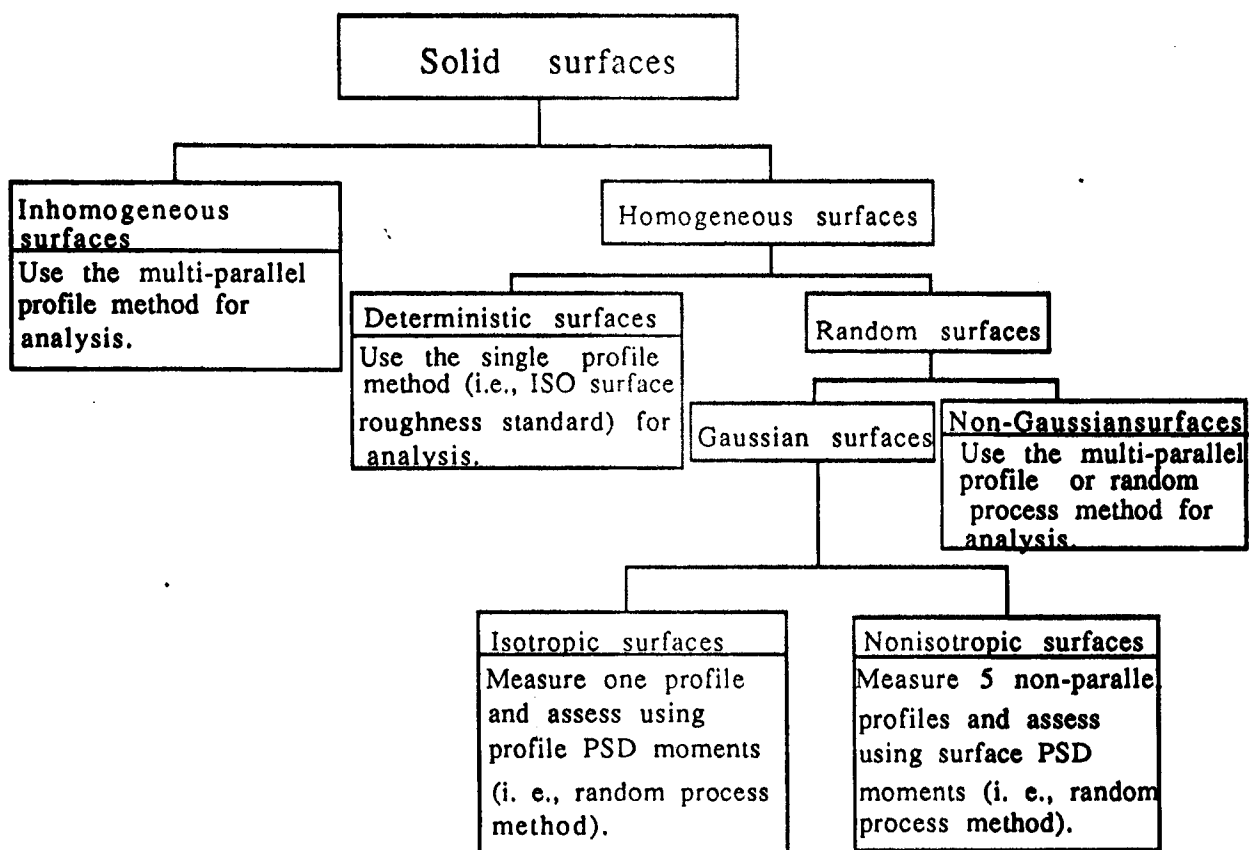 Solid surfaces
Inhomogeneous
surfaces
Use the multi-parallel
profile method for
analysis.
Homogeneous surfaces
Deterministic surfaces
Use the single profile
method (i.e., ISO surface
roughness standard) for
analysis.
Random surfaces
Gaussian surfaces
Non-Gaussiansurfaces
Use the multi-parallel
profile or random
process method for
analysis.
Isotropic surfaces
Measure one profile
and assess using
profile PSD moments
(i. e., random process
method).
Nonisotropic surfaces
Measure 5 non-parallel
profiles and assess
using surface PSD
moments (i. e., random
process method).